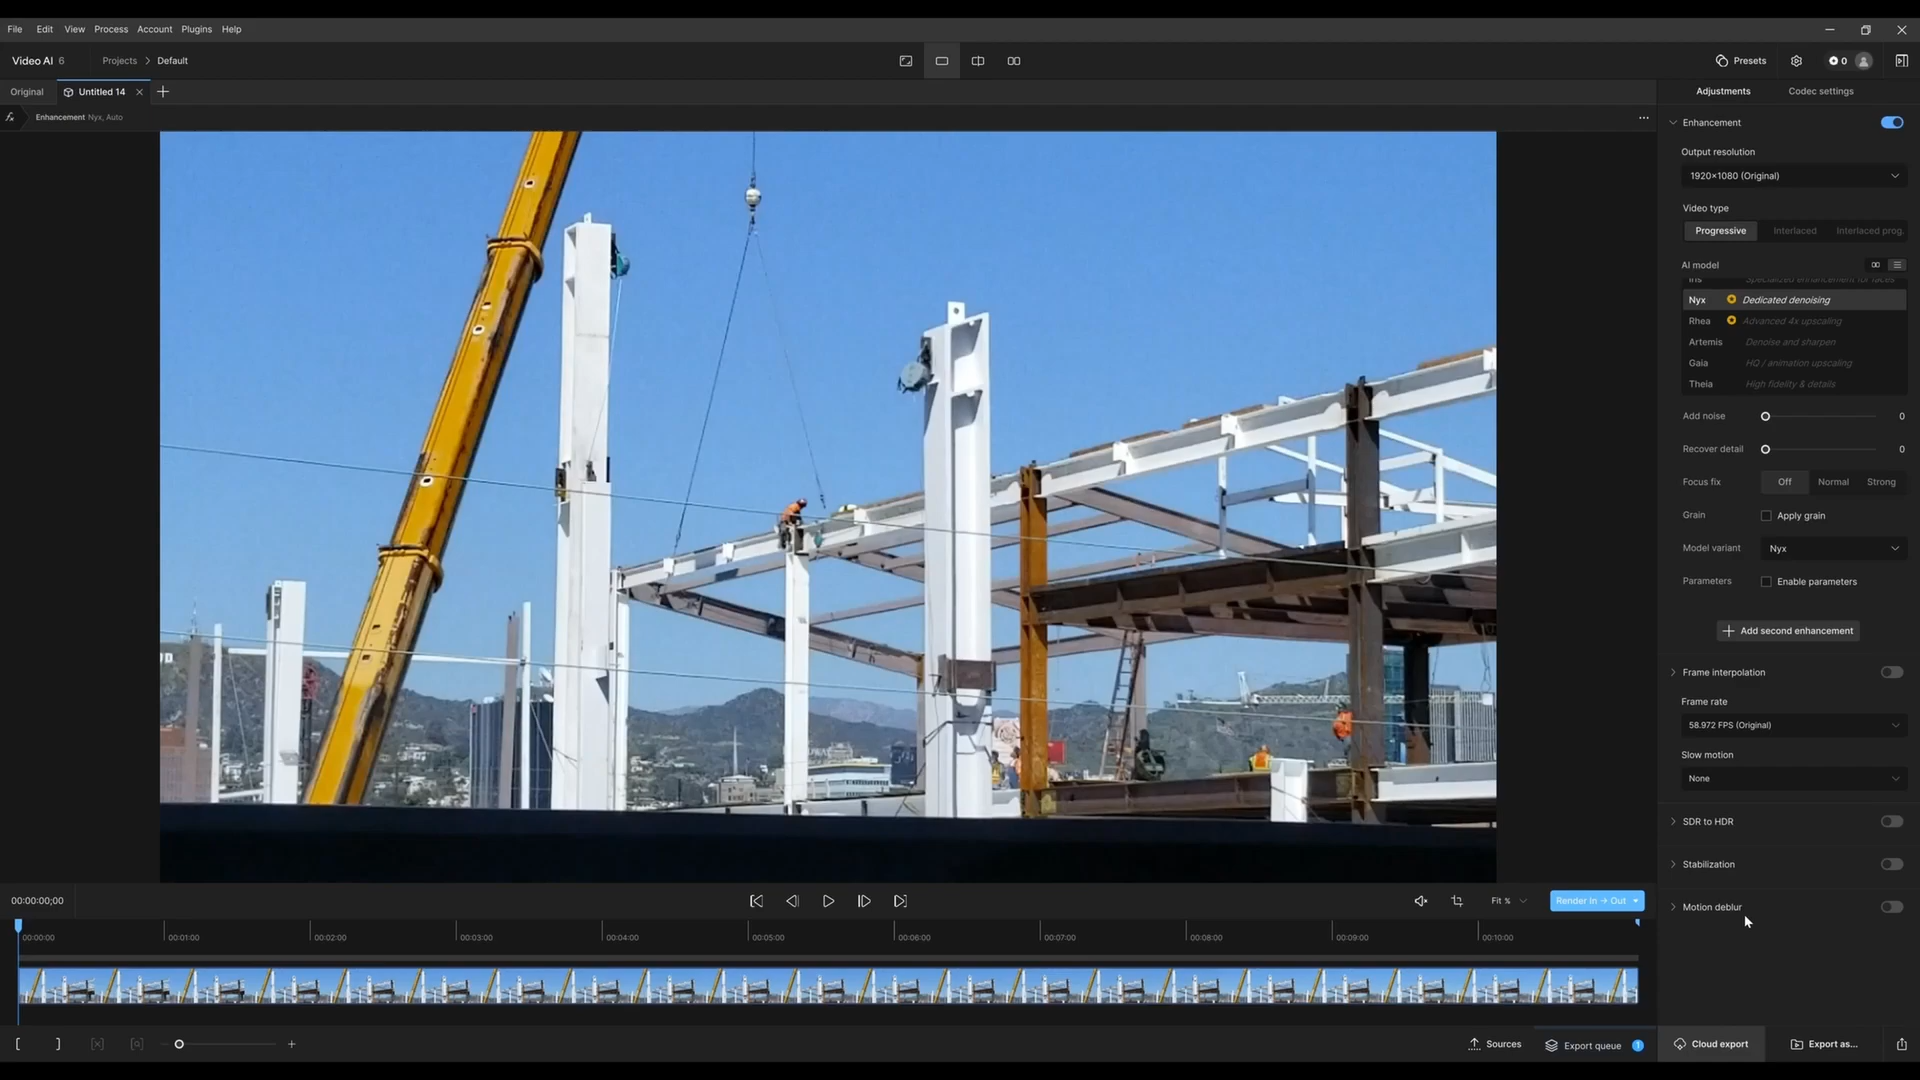 File Edit View Process Account Plugins Help
Video AI 6 Projects > Default
Presets 0
Original Untitled 14
Adjustments Codec settings
Enhancement Nyx, Auto
Enhancement
Output resolution
1920×1080 (Original)
Video type
Progressive Interlaced Interlaced prog.
AI model
Iris Specialized enhancement for faces
Nyx Dedicated denoising
Rhea Advanced 4x upscaling
Artemis Denoise and sharpen
Gaia HQ / animation upscaling
Theia High fidelity & details
Add noise 0
Recover detail 0
Focus fix Off Normal Strong
Grain Apply grain
Model variant Nyx
Parameters Enable parameters
Add second enhancement
Frame interpolation
Frame rate
58.972 FPS (Original)
Slow motion
None
SDR to HDR
Stabilization
Motion deblur
00:00:00;00
Fit %
Render In → Out
00:00:00 00:01:00 00:02:00 00:03:00 00:04:00 00:05:00 00:06:00 00:07:00 00:08:00 00:09:00 00:10:00
Sources Export queue 1 Cloud export Export as...